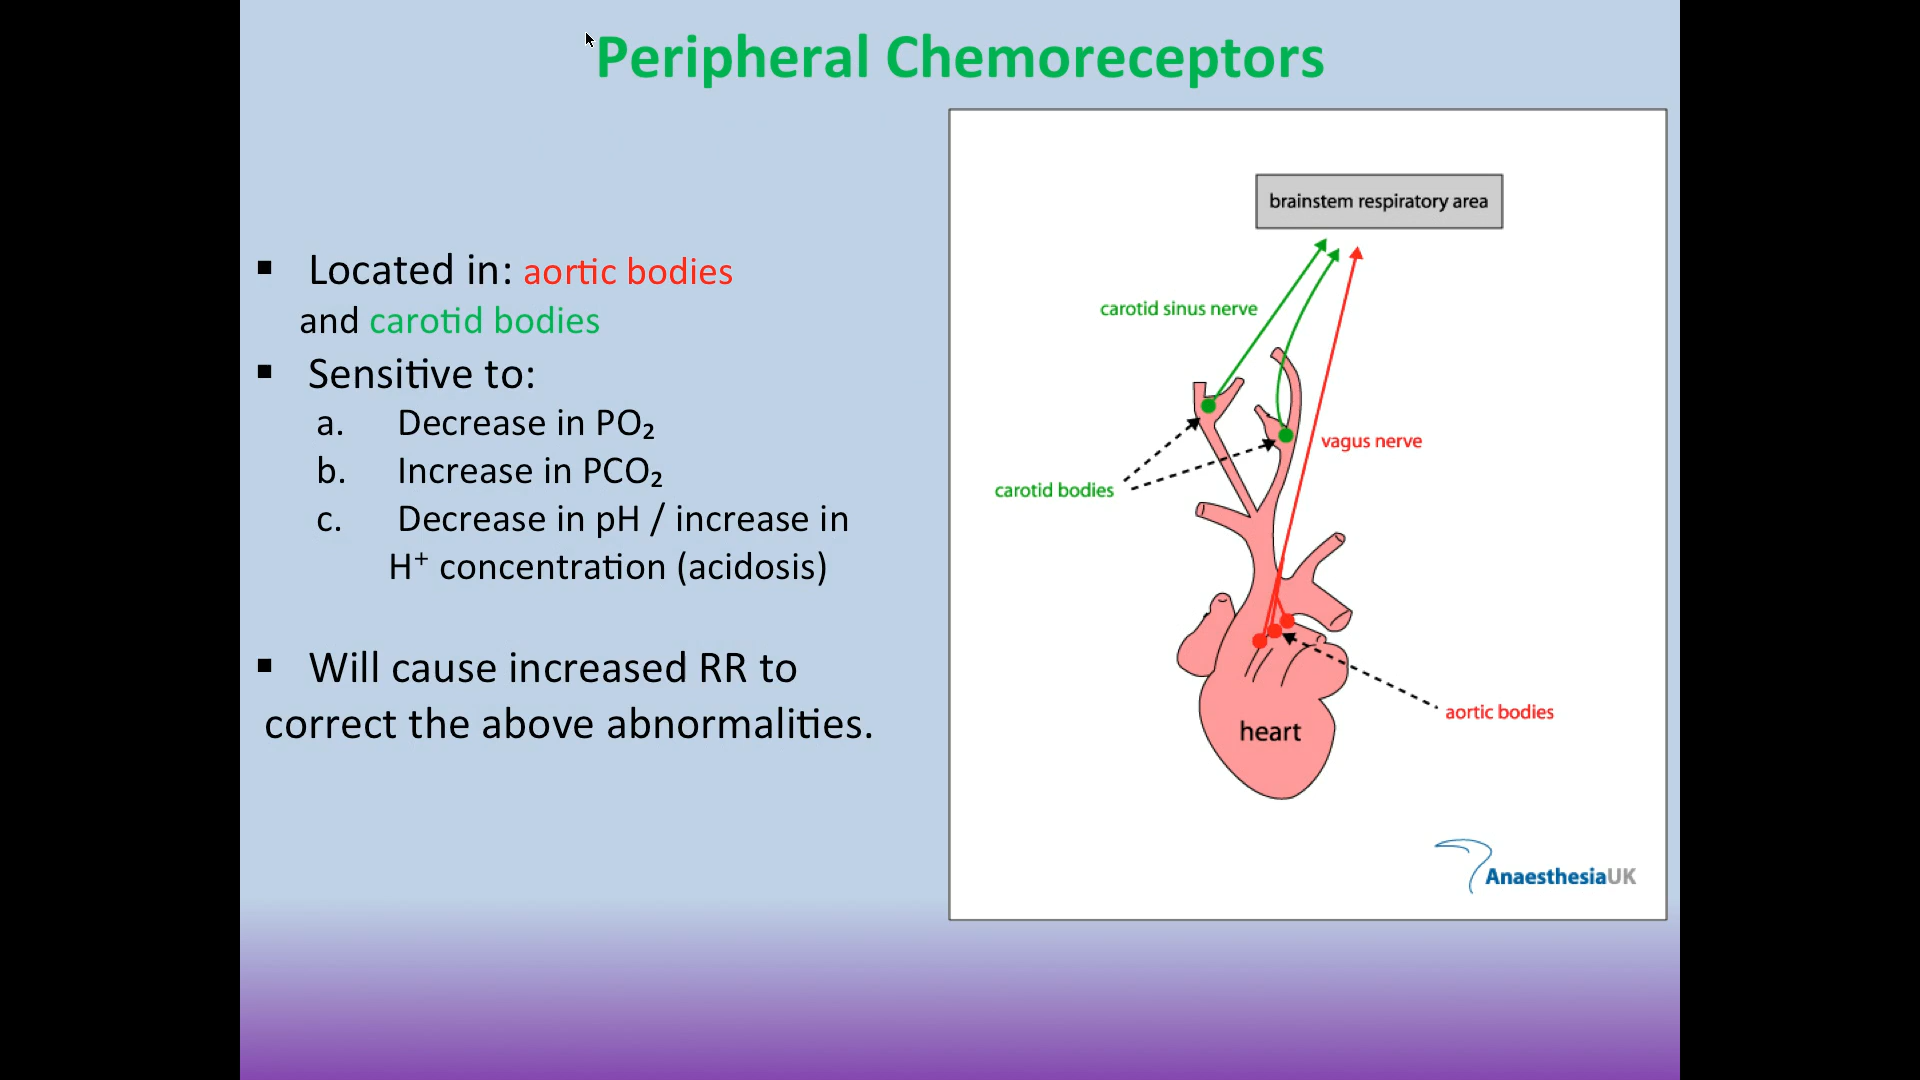 Peripheral Chemoreceptors
▪ Located in: aortic bodies
and carotid bodies
▪ Sensitive to:
a. Decrease in PO₂
b. Increase in PCO₂
c. Decrease in pH / increase in
H⁺ concentration (acidosis)
▪ Will cause increased RR to
correct the above abnormalities.
brainstem respiratory area
carotid sinus nerve
vagus nerve
carotid bodies
aortic bodies
heart
AnaesthesiaUK